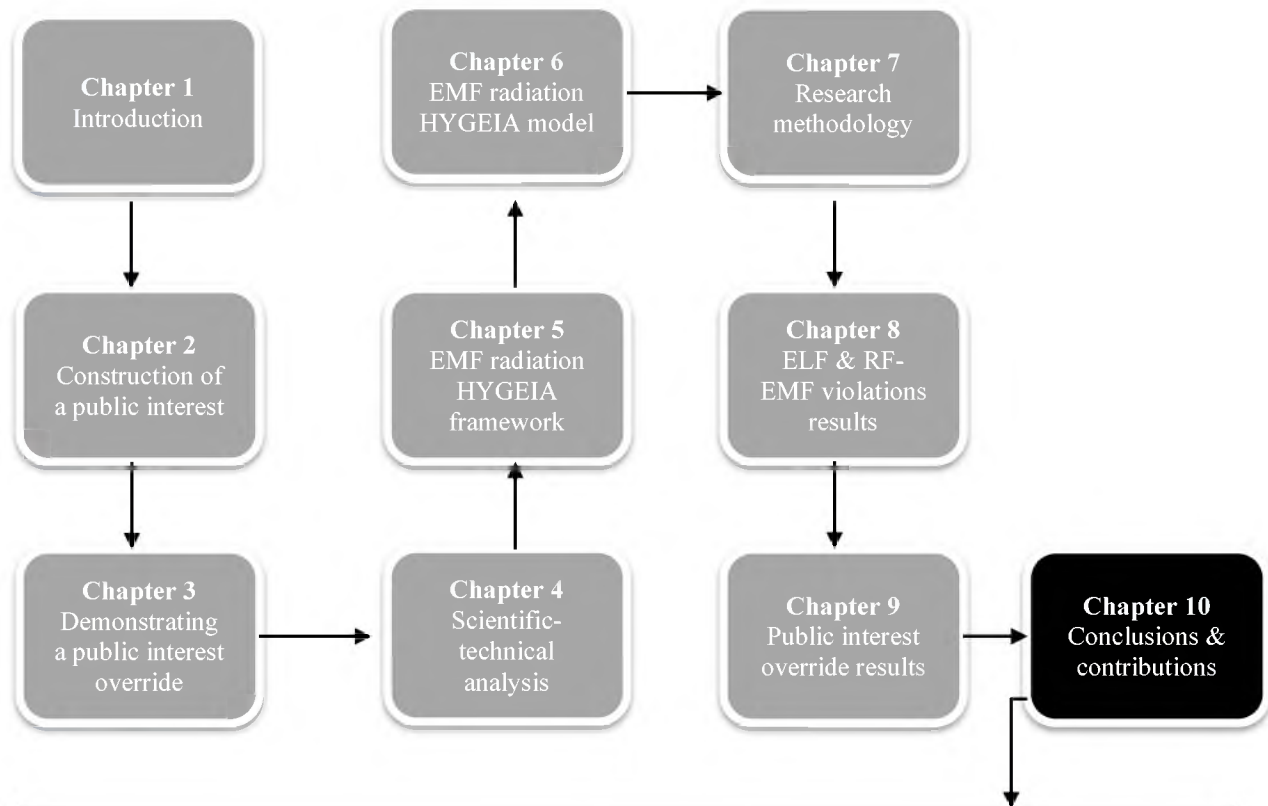 Chapter 1
Introduction
Chapter 2
Construction of
a public interest
Chapter 3
Demonstrating
a public interest
override
Chapter 4
Scientific-
technical
analysis
Chapter 5
EMF radiation
HYGEIA
framework
Chapter 6
EMF radiation
HYGEIA model
Chapter 7
Research
methodology
Chapter 8
ELF & RF-
EMF violations
results
Chapter 9
Public interest
override results
Chapter 10
Conclusions &
contributions